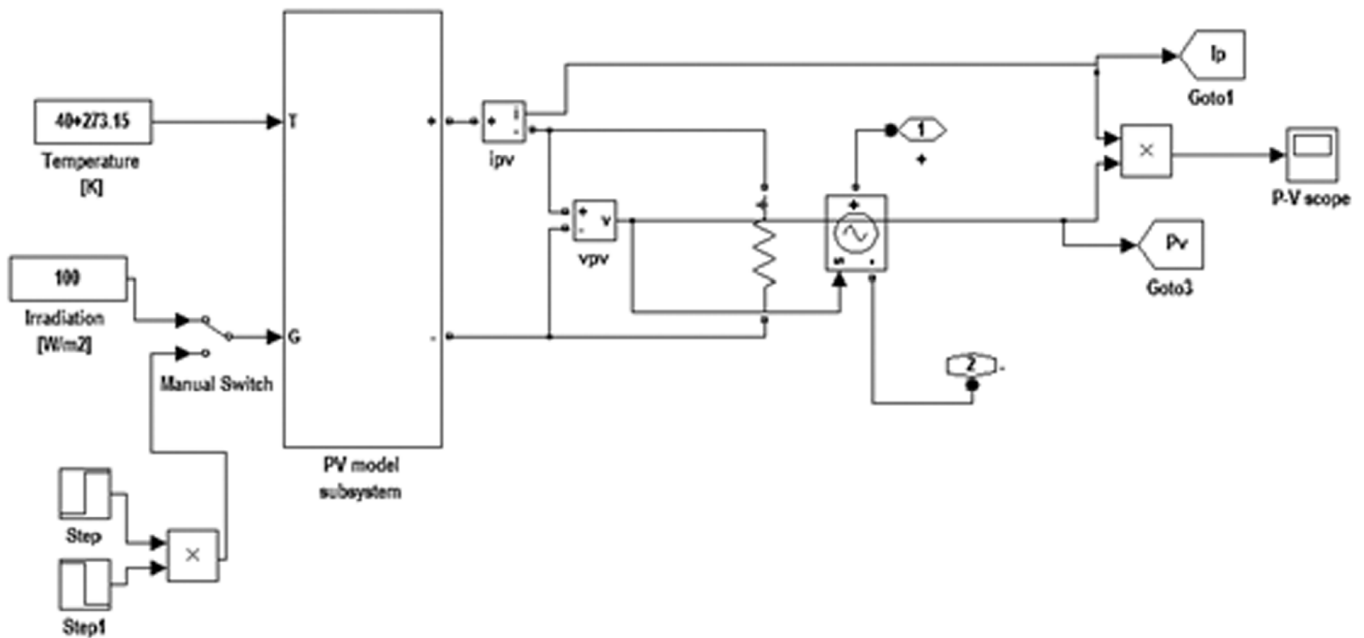 40+273.15
Temperature
[K]
100
Irradiation
[W/m2]
Manual Switch
Step
Step1
T
G
+
-
PV model
subsystem
+
i
-
ipv
+
-
v
vpv
+
+
s
-
1
+
2
-
Ip
Goto1
×
P-V scope
Pv
Goto3
×